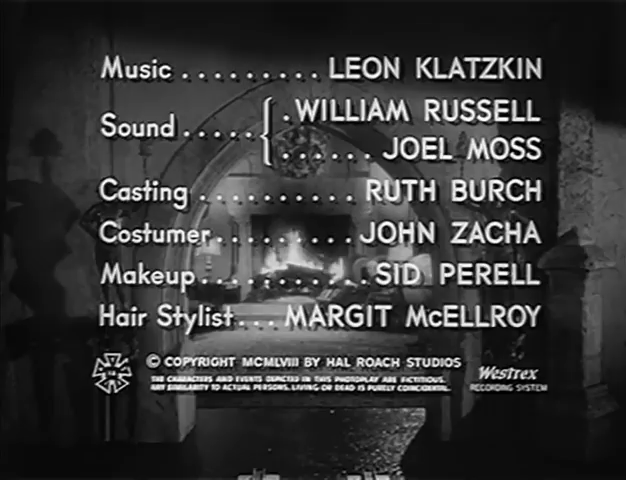 Music ......... LEON KLATZKIN
Sound ..... { .WILLIAM RUSSELL
...... JOEL MOSS
Casting .......... RUTH BURCH
Costumer......... JOHN ZACHA
Makeup........... SID PERELL
Hair Stylist... MARGIT McELLROY
© COPYRIGHT MCMLVIII BY HAL ROACH STUDIOS
THE CHARACTERS AND EVENTS DEPICTED IN THIS PHOTOPLAY ARE FICTITIOUS.
ANY SIMILARITY TO ACTUAL PERSONS, LIVING OR DEAD IS PURELY COINCIDENTAL.
Westrex
RECORDING SYSTEM